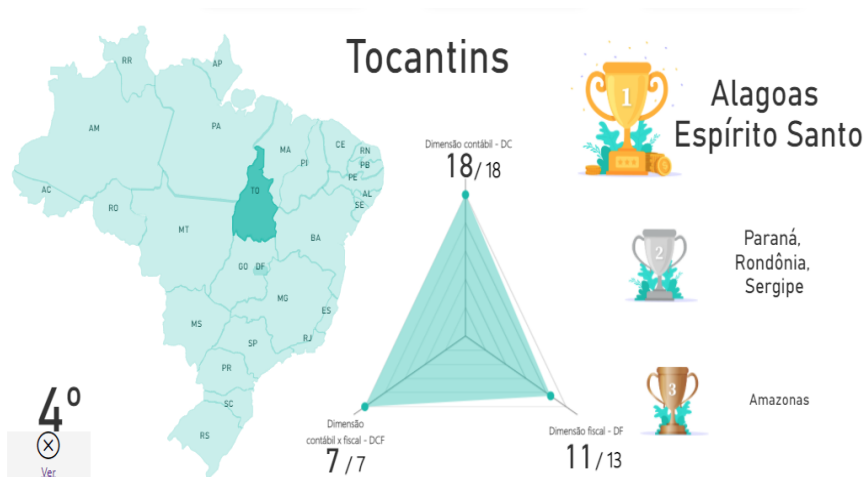 Tocantins
1
Alagoas
Espírito Santo
RR
AP
AM
PA
MA
CE
RN
PB
PE
PI
AL
SE
AC
RO
TO
MT
BA
GO
DF
MG
ES
MS
SP
RJ
PR
SC
RS
Dimensão contábil - DC
18 / 18
2
Paraná,
Rondônia,
Sergipe
3
Amazonas
4º
Ver
Dimensão
contábil x fiscal - DCF
7 / 7
Dimensão fiscal - DF
11 / 13